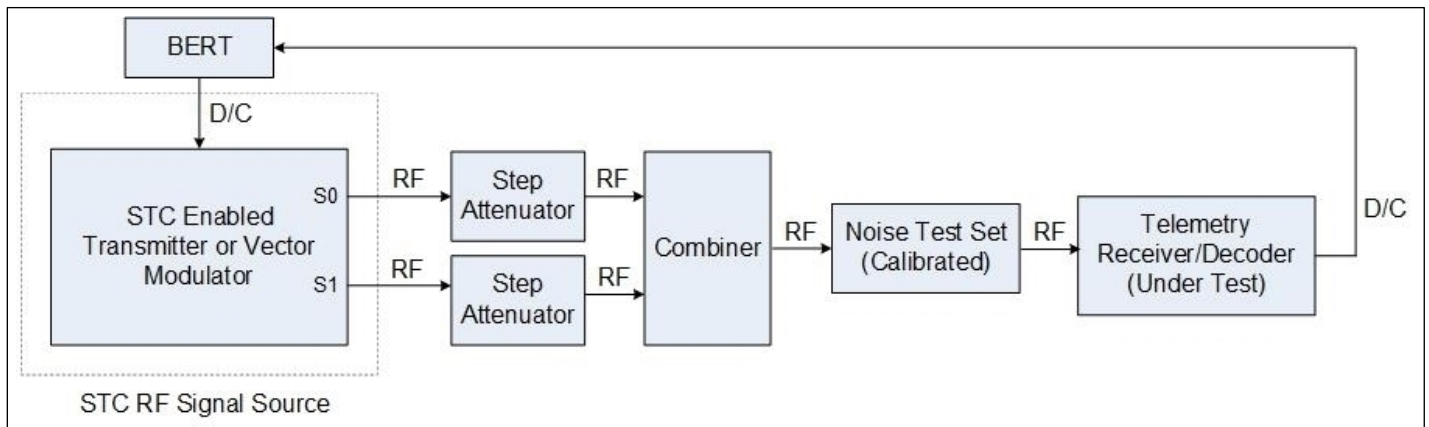 BERT
D/C
STC Enabled
Transmitter or Vector
Modulator
S0
S1
STC RF Signal Source
RF
RF
Step
Attenuator
Step
Attenuator
RF
RF
Combiner
RF
Noise Test Set
(Calibrated)
RF
Telemetry
Receiver/Decoder
(Under Test)
D/C